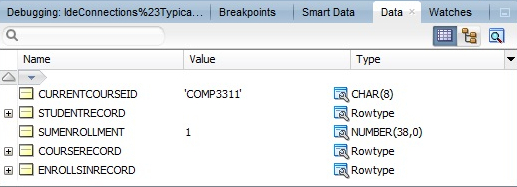 Debugging: IdeConnections%23Typica... Breakpoints Smart Data Data × Watches
Name Value Type
CURRENTCOURSEID 'COMP3311' CHAR(8)
STUDENTRECORD Rowtype
SUMENROLLMENT 1 NUMBER(38,0)
COURSERECORD Rowtype
ENROLLSINRECORD Rowtype